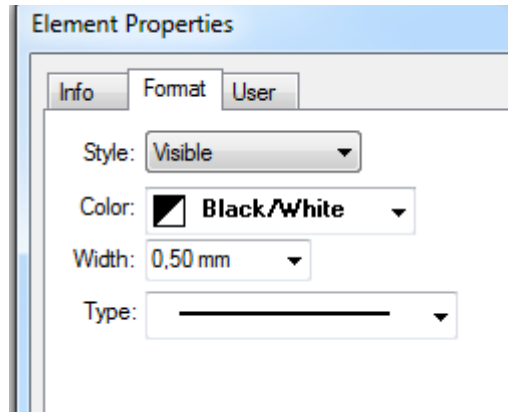 Element Properties
Info Format User
Style: Visible
Color: Black/White
Width: 0,50 mm
Type: